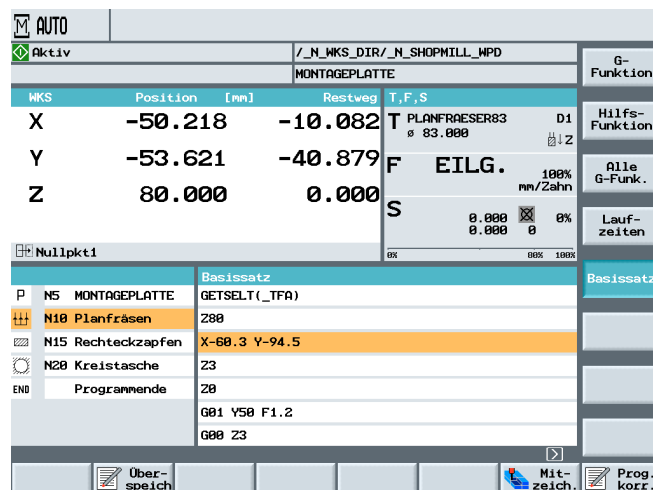 M AUTO
Aktiv /_N_WKS_DIR/_N_SHOPMILL_WPD
MONTAGEPLATTE
G-
Funktion
WKS Position [mm] Restweg T,F,S
X -50.218 -10.082 T PLANFRAESER83 D1
ø 83.000 Z
Hilfs-
Funktion
Y -53.621 -40.879 F EILG. 100%
mm/Zahn
Alle
G-Funk.
Z 80.000 0.000
S 0.000 0%
0.000 0
Lauf-
zeiten
Nullpkt1 0% 80% 100%
Basissatz
Basissatz
P N5 MONTAGEPLATTE GETSELT(_TFA)
N10 Planfräsen Z80
N15 Rechteckzapfen X-60.3 Y-94.5
N20 Kreistasche Z3
END Programmende Z0
G01 Y50 F1.2
G00 Z3
Über-
speich
Mit-
zeich.
Prog.
korr.